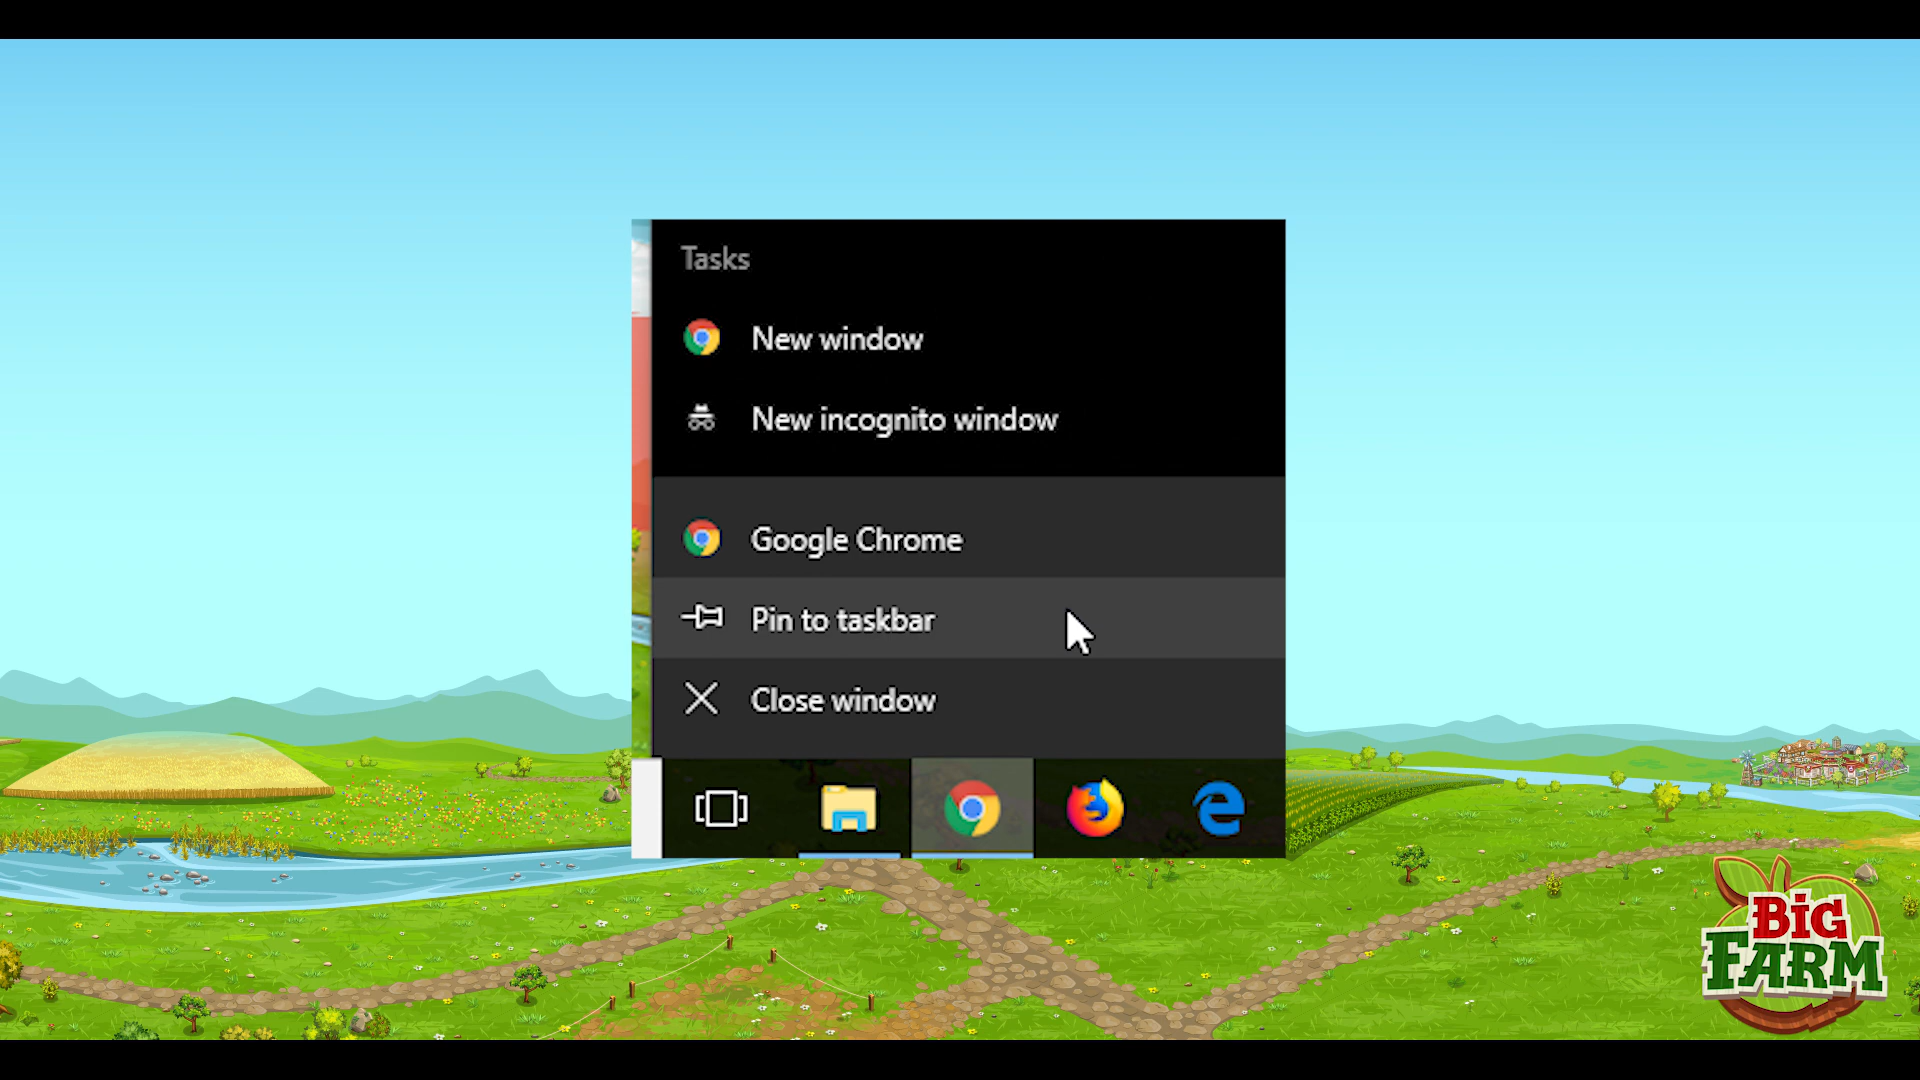 Tasks
New window
New incognito window
Google Chrome
Pin to taskbar
Close window
BiG
FARM